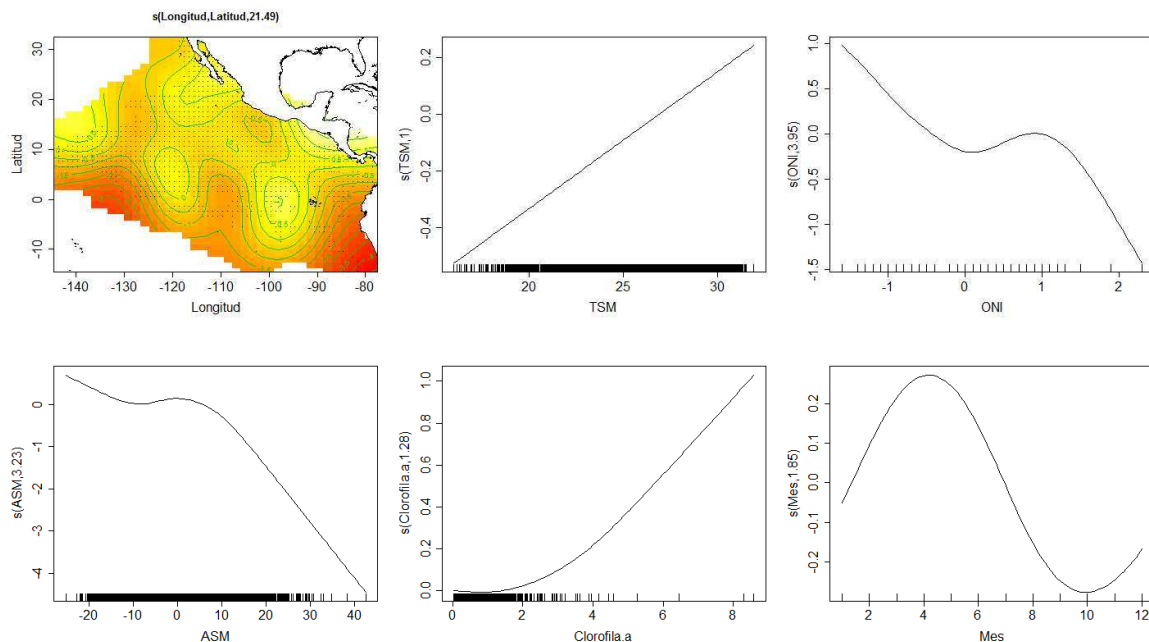 s(Longitud,Latitud,21.49)
Latitud
30
20
10
0
-10
-140 -130 -120 -110 -100 -90 -80
Longitud
s(TSM,1)
0.2
0.0
-0.2
-0.4
20 25 30
TSM
s(ONI,3.95)
1.0
0.5
0.0
-0.5
-1.0
-1.5
-1 0 1 2
ONI
s(ASM,3.23)
0
-1
-2
-3
-4
-20 -10 0 10 20 30 40
ASM
s(Clorofila.a,1.28)
1.0
0.8
0.6
0.4
0.2
0.0
0 2 4 6 8
Clorofila.a
s(Mes,1.85)
0.2
0.1
0.0
-0.1
-0.2
2 4 6 8 10 12
Mes